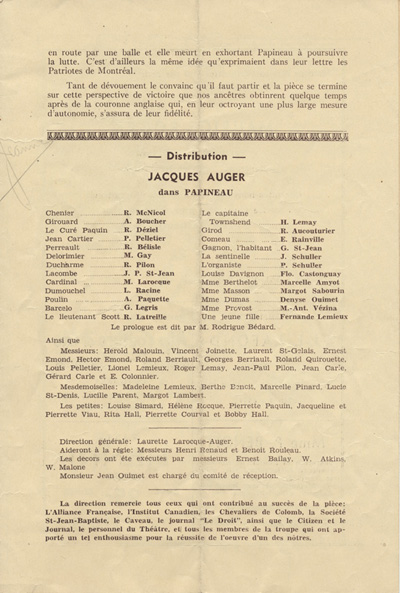 en route par une balle et elle meurt en exhortant Papineau à poursuivre
la lutte. C'est d'ailleurs la même idée qu'exprimaient dans leur lettre les
Patriotes de Montréal.
Tant de dévouement le convainc qu'il faut partir et la pièce se termine
sur cette perspective de victoire que nos ancêtres obtinrent quelque temps
après de la couronne anglaise qui, en leur octroyant une plus large mesure
d'autonomie, s'assura de leur fidélité.
— Distribution —
JACQUES AUGER
dans PAPINEAU
Chenier R. McNicol
Girouard A. Boucher
Le Curé Paquin R. Déziel
Jean Cartier P. Pelletier
Perreault R. Bélisle
Delorimier M. Gay
Ducharme R. Pilon
Lacombe J. P. St-Jean
Cardinal M. Larocque
Dumouchel L. Racine
Poulin A. Paquette
Barcelo G. Legris
Le lieutenant Scott R. Latreille
Le capitaine
Townshend H. Lemay
Girod R. Aucouturier
Comeau E. Rainville
Gagnon, l'habitant G. St-Jean
La sentinelle J. Schuller
L'organiste P. Schuller
Louise Davignon Flo. Castonguay
Mme Berthelot Marcelle Amyot
Mme Masson Margot Sabourin
Mme Dumas Denyse Ouimet
Mme Provost M.-Ant. Vézina
Une jeune fille Fernande Lemieux
Le prologue est dit par M. Rodrigue Bédard.
Ainsi que
Messieurs: Herold Malouin, Vincent Joinette, Laurent St-Gelais, Ernest
Emond, Hector Emond, Roland Berriault, Georges Berriault, Roland Quirouette,
Louis Pelletier, Lionel Lemieux, Roger Lemay, Jean-Paul Pilon, Jean Carle,
Gérard Carle et E. Colonnier.
Mesdemoiselles: Madeleine Lemieux, Berthe Benoit, Marcelle Pinard, Lucie
St-Denis, Lucille Parent, Margot Lambert.
Les petites: Louise Simard, Hélène Rocque, Pierrette Paquin, Jacqueline et
Pierrette Viau, Rita Hall, Pierrette Courval et Bobby Hall.
Direction générale: Laurette Larocque-Auger.
Aideront à la régie: Messieurs Henri Renaud et Benoit Rouleau.
Les décors ont été exécutés par messieurs Ernest Bailay, W. Atkins,
W. Malone
Monsieur Jean Ouimet est chargé du comité de réception.
La direction remercie tous ceux qui ont contribué au succès de la pièce:
L'Alliance Française, l'Institut Canadien, les Chevaliers de Colomb, la Société
St-Jean-Baptiste, le Caveau, le journal "Le Droit", ainsi que le Citizen et le
Journal, le personnel du Théâtre, et tous les membres de la troupe qui ont ap-
porté un tel enthousiasme pour la réussite de l'oeuvre d'un des nôtres.